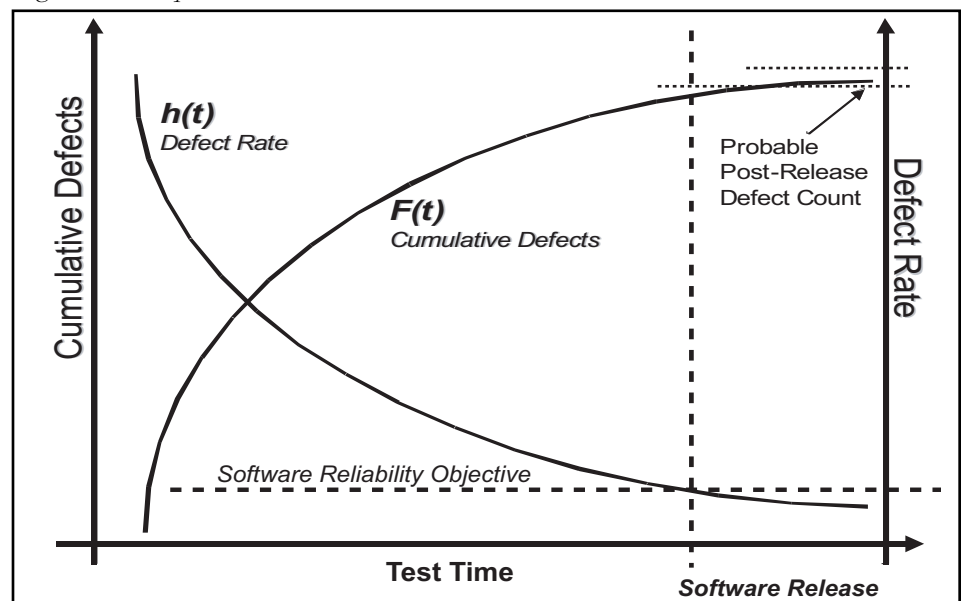 h(t)
Defect Rate
F(t)
Cumulative Defects
Probable
Post-Release
Defect Count
Cumulative Defects
Defect Rate
Software Reliability Objective
Test Time
Software Release